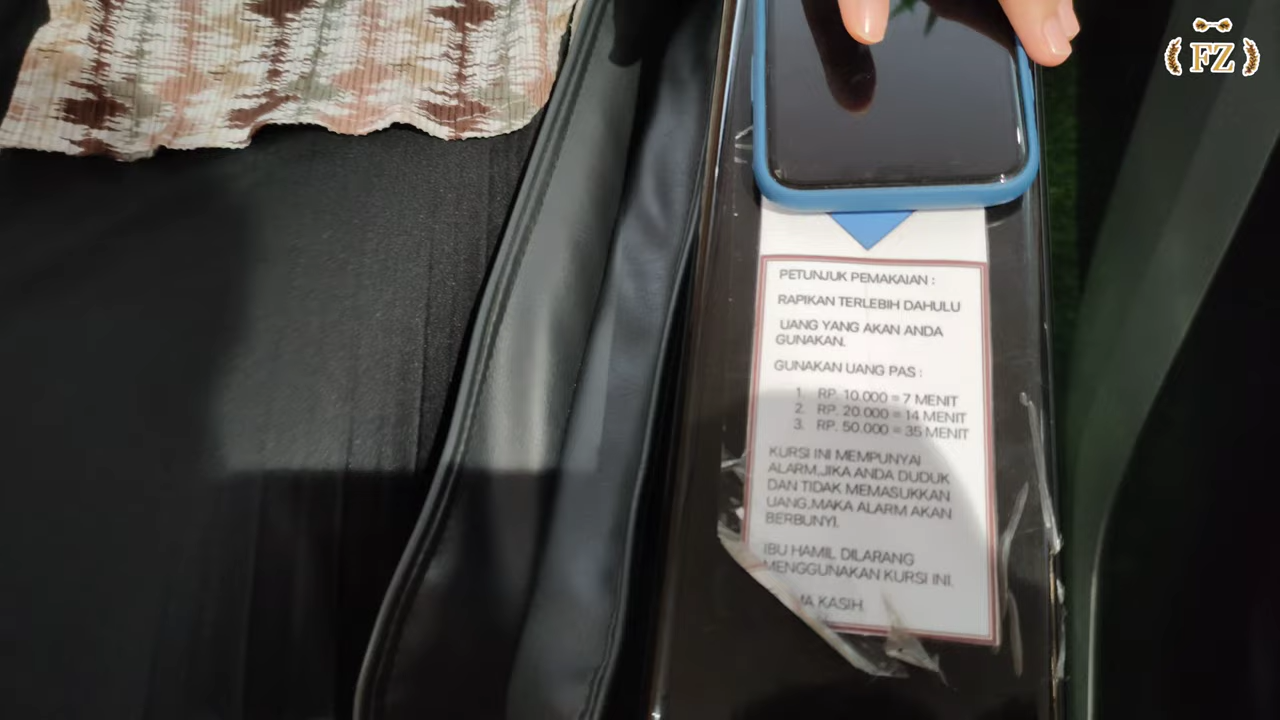 FZ
PETUNJUK PEMAKAIAN :
RAPIKAN TERLEBIH DAHULU
UANG YANG AKAN ANDA
GUNAKAN.
GUNAKAN UANG PAS :
1. RP. 10.000 = 7 MENIT
2. RP. 20.000 = 14 MENIT
3. RP. 50.000 = 35 MENIT
KURSI INI MEMPUNYAI
ALARM,JIKA ANDA DUDUK
DAN TIDAK MEMASUKKAN
UANG,MAKA ALARM AKAN
BERBUNYI.
IBU HAMIL DILARANG
MENGGUNAKAN KURSI INI.
KASIH